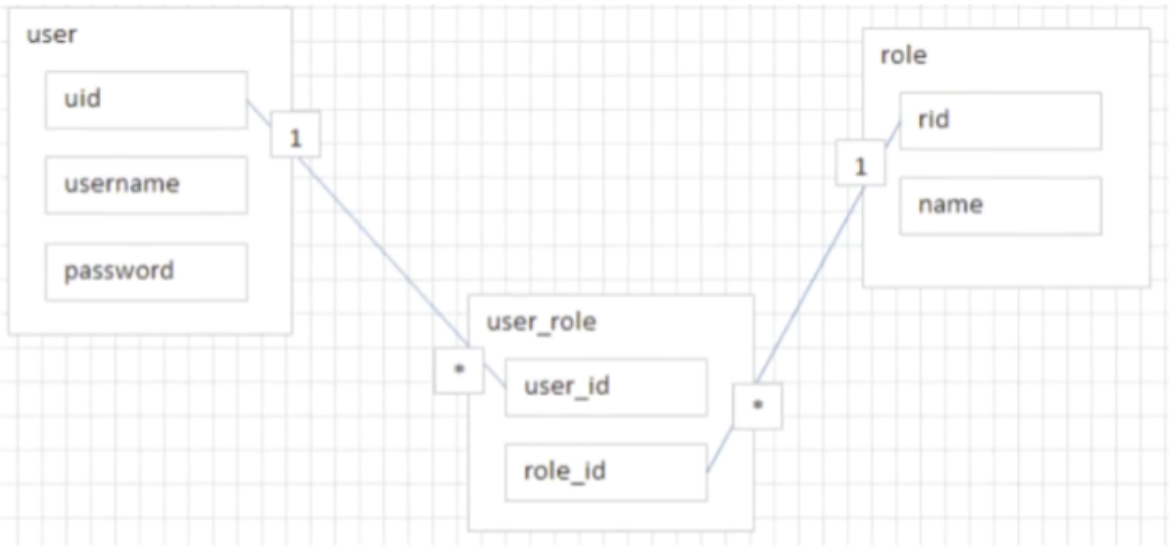 user
uid
username
password
1
role
rid
name
1
user_role
user_id
role_id
*
*